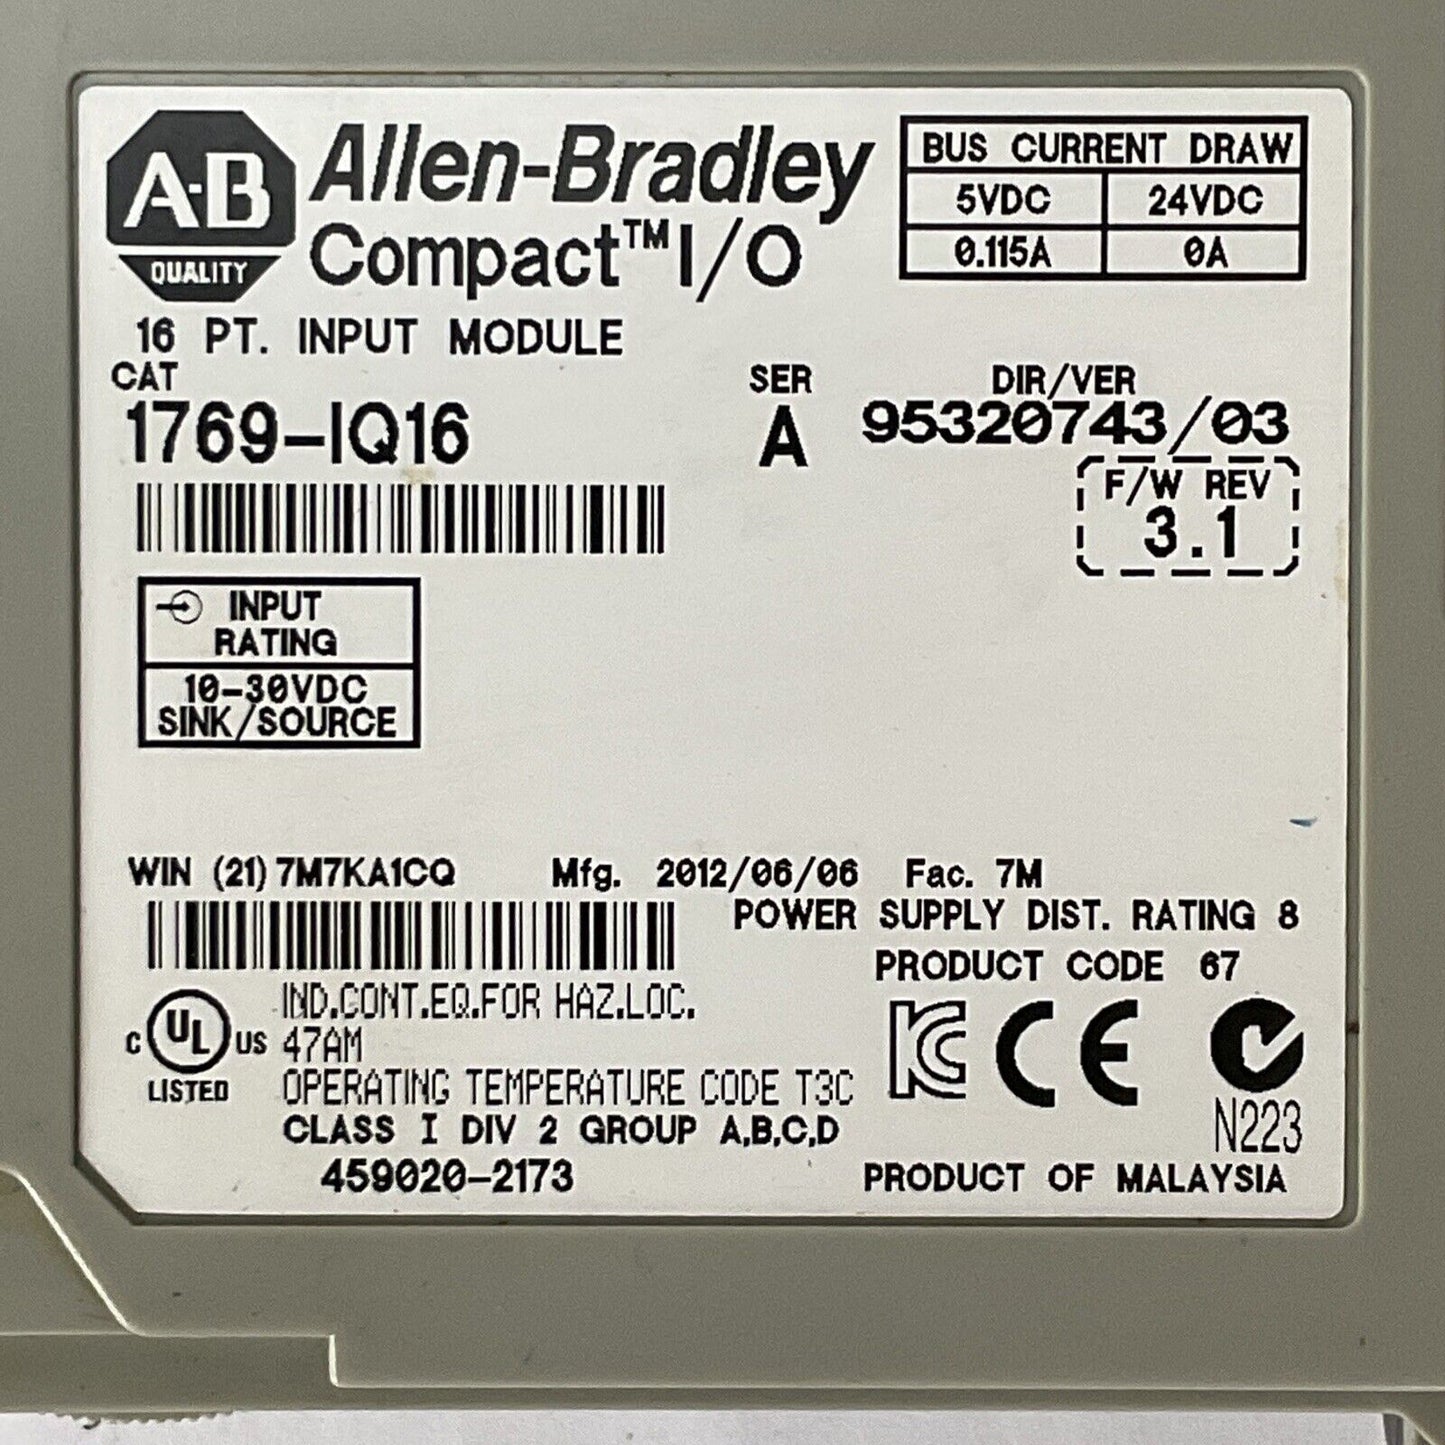 A-B
QUALITY
Allen-Bradley
Compact™ I/O
BUS CURRENT DRAW
5VDC 24VDC
0.115A 0A
16 PT. INPUT MODULE
CAT SER DIR/VER
1769-IQ16 A 95320743/03
F/W REV
3.1
INPUT
RATING
10-30VDC
SINK/SOURCE
WIN (21) 7M7KA1CQ Mfg. 2012/06/06 Fac. 7M
POWER SUPPLY DIST. RATING 8
PRODUCT CODE 67
IND.CONT.EQ.FOR HAZ.LOC.
C UL US 47AM
LISTED OPERATING TEMPERATURE CODE T3C
CLASS I DIV 2 GROUP A,B,C,D
459020-2173
KC CE
N223
PRODUCT OF MALAYSIA